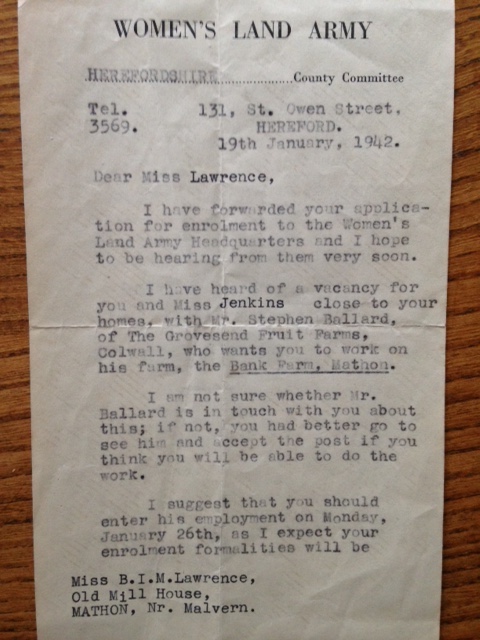 WOMEN'S LAND ARMY
HEREFORDSHIRE....................County Committee
Tel. 131, St. Owen Street,
3569. HEREFORD.
19th January, 1942.
Dear Miss Lawrence,
I have forwarded your applica-
tion for enrolment to the Women's
Land Army Headquarters and I hope
to be hearing from them very soon.
I have heard of a vacancy for
you and Miss Jenkins close to your
homes, with Mr. Stephen Ballard,
of The Grovesend Fruit Farms,
Colwall, who wants you to work on
his farm, the Bank Farm, Mathon.
I am not sure whether Mr.
Ballard is in touch with you about
this; if not, you had better go to
see him and accept the post if you
think you will be able to do the
work.
I suggest that you should
enter his employment on Monday,
January 26th, as I expect your
enrolment formalities will be
Miss B.I.M.Lawrence,
Old Mill House,
MATHON, Nr. Malvern.